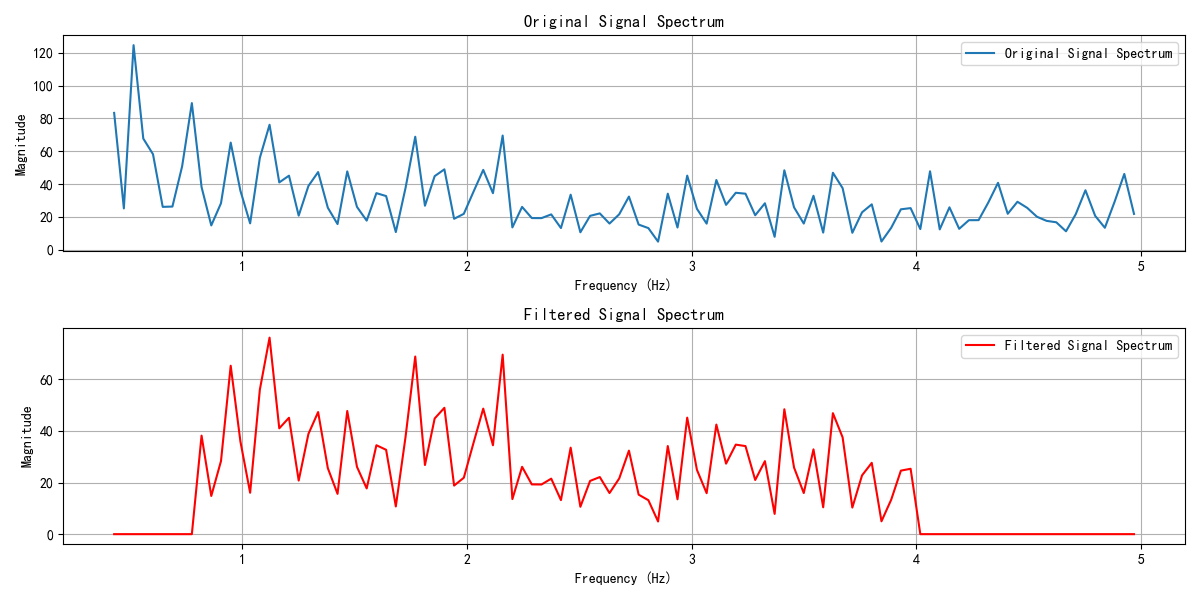 Original Signal Spectrum
120
100
80
60
40
20
0
Magnitude
Original Signal Spectrum
1 2 3 4 5
Frequency (Hz)
Filtered Signal Spectrum
60
40
20
0
Magnitude
Filtered Signal Spectrum
1 2 3 4 5
Frequency (Hz)